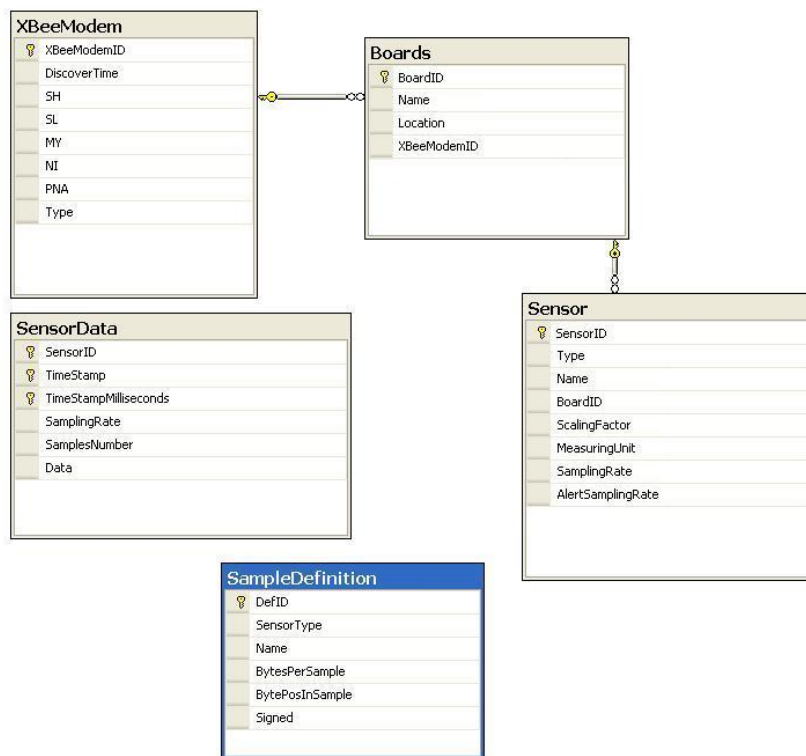 XBeeModem
XBeeModemID
DiscoverTime
SH
SL
MY
NI
PNA
Type
Boards
BoardID
Name
Location
XBeeModemID
SensorData
SensorID
TimeStamp
TimeStampMilliseconds
SamplingRate
SamplesNumber
Data
Sensor
SensorID
Type
Name
BoardID
ScalingFactor
MeasuringUnit
SamplingRate
AlertSamplingRate
SampleDefinition
DefID
SensorType
Name
BytesPerSample
BytePosInSample
Signed